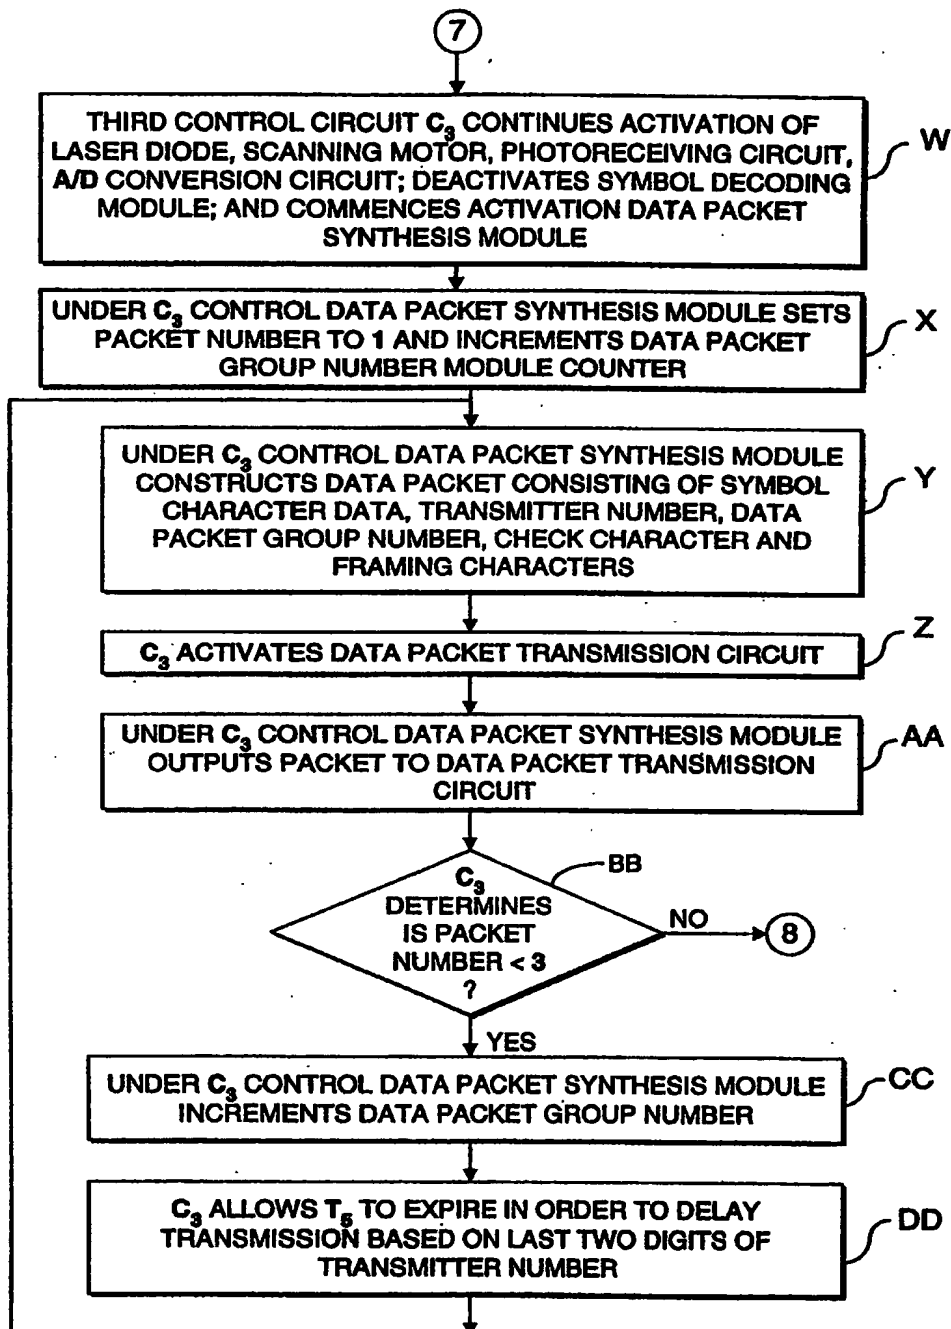 7
THIRD CONTROL CIRCUIT C3 CONTINUES ACTIVATION OF
LASER DIODE, SCANNING MOTOR, PHOTORECEIVING CIRCUIT,
A/D CONVERSION CIRCUIT; DEACTIVATES SYMBOL DECODING
MODULE; AND COMMENCES ACTIVATION DATA PACKET
SYNTHESIS MODULE
W
UNDER C3 CONTROL DATA PACKET SYNTHESIS MODULE SETS
PACKET NUMBER TO 1 AND INCREMENTS DATA PACKET
GROUP NUMBER MODULE COUNTER
X
UNDER C3 CONTROL DATA PACKET SYNTHESIS MODULE
CONSTRUCTS DATA PACKET CONSISTING OF SYMBOL
CHARACTER DATA, TRANSMITTER NUMBER, DATA
PACKET GROUP NUMBER, CHECK CHARACTER AND
FRAMING CHARACTERS
Y
C3 ACTIVATES DATA PACKET TRANSMISSION CIRCUIT
Z
UNDER C3 CONTROL DATA PACKET SYNTHESIS MODULE
OUTPUTS PACKET TO DATA PACKET TRANSMISSION
CIRCUIT
AA
C3
DETERMINES
IS PACKET
NUMBER < 3
?
BB
NO
8
YES
UNDER C3 CONTROL DATA PACKET SYNTHESIS MODULE
INCREMENTS DATA PACKET GROUP NUMBER
CC
C3 ALLOWS T5 TO EXPIRE IN ORDER TO DELAY
TRANSMISSION BASED ON LAST TWO DIGITS OF
TRANSMITTER NUMBER
DD